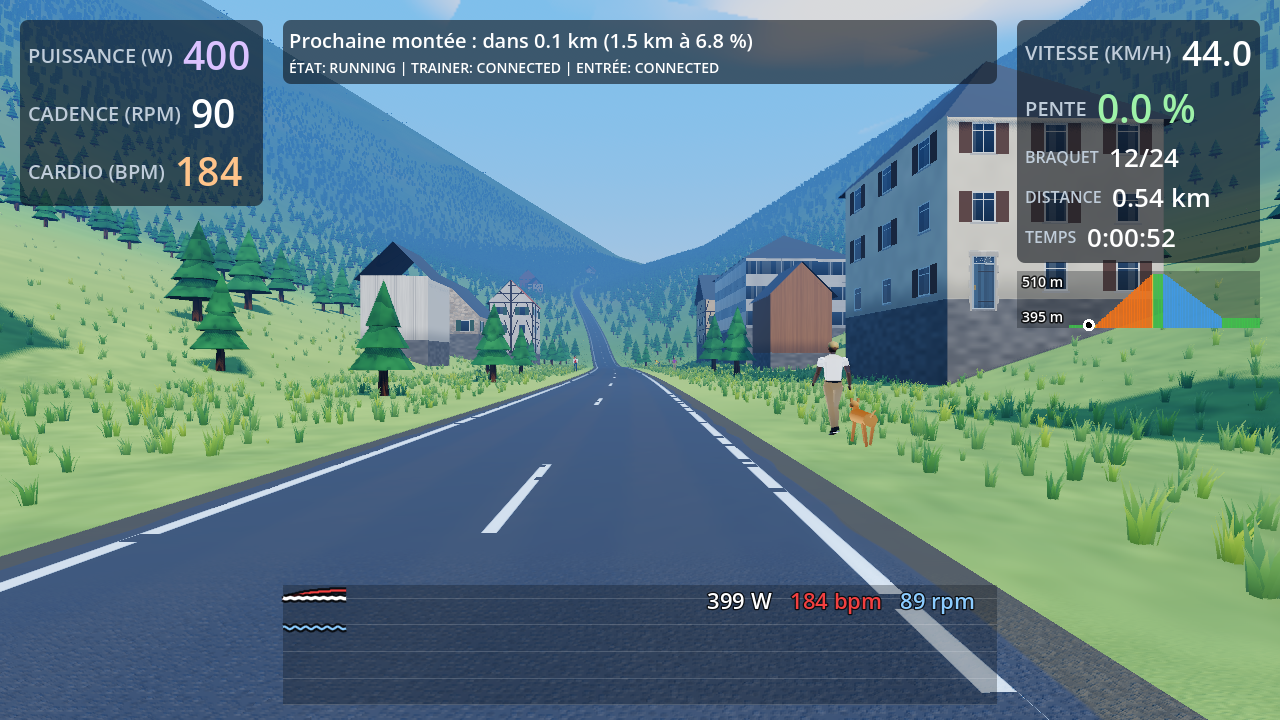 PUISSANCE (W) 400
CADENCE (RPM) 90
CARDIO (BPM) 184
Prochaine montée : dans 0.1 km (1.5 km à 6.8 %)
ÉTAT: RUNNING | TRAINER: CONNECTED | ENTRÉE: CONNECTED
VITESSE (KM/H) 44.0
PENTE 0.0 %
BRAQUET 12/24
DISTANCE 0.54 km
TEMPS 0:00:52
510 m
395 m
399 W 184 bpm 89 rpm